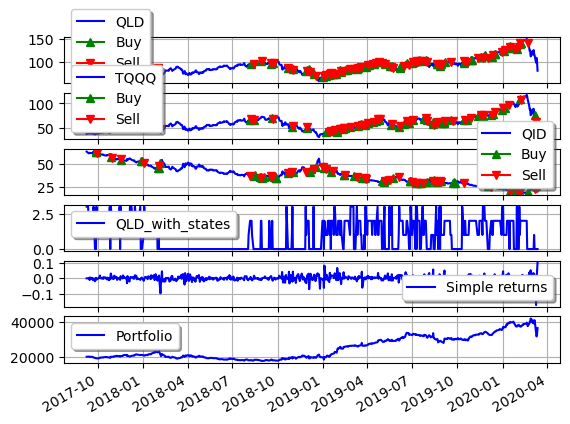 QLD
Buy
Sell
150
100
TQQQ
Buy
Sell
100
50
QID
Buy
Sell
50
25
QLD_with_states
2.5
0.0
Simple returns
0.1
0.0
−0.1
Portfolio
40000
20000
2017-10
2018-01
2018-04
2018-07
2018-10
2019-01
2019-04
2019-07
2019-10
2020-01
2020-04